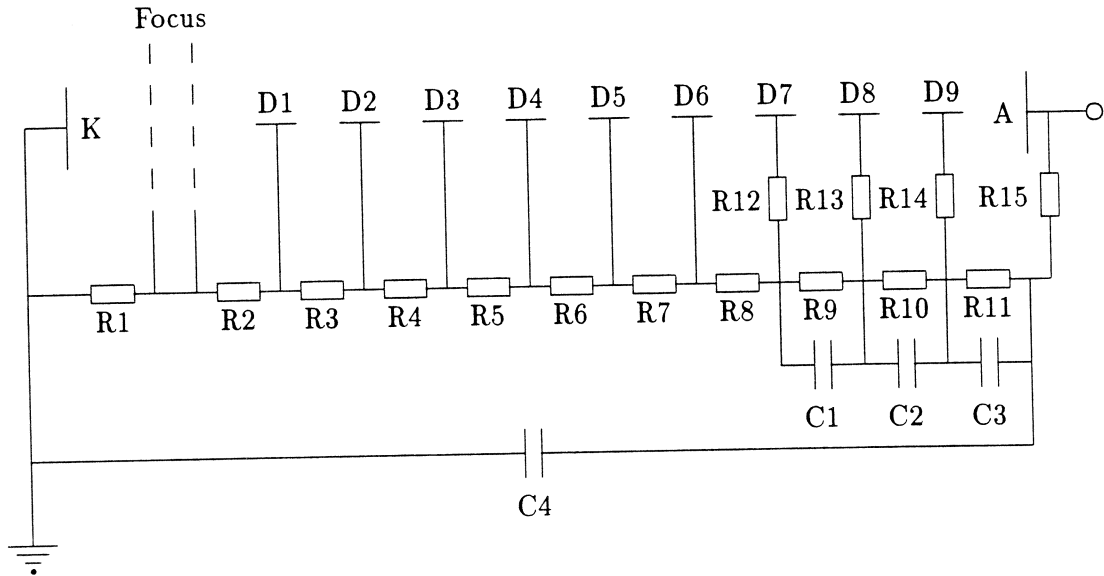 Focus
D1 D2 D3 D4 D5 D6 D7 D8 D9
K A
R12 R13 R14 R15
R1 R2 R3 R4 R5 R6 R7 R8 R9 R10 R11
C1 C2 C3
C4